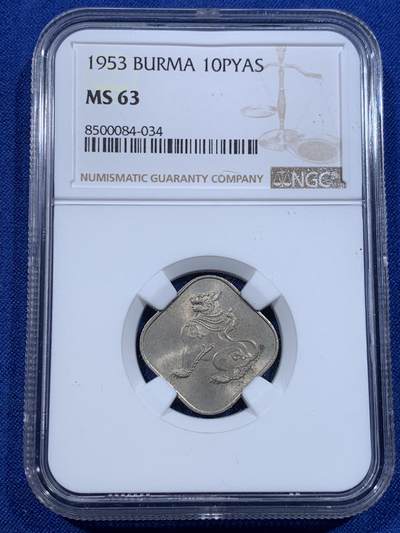 1953 BURMA 10PYAS
MS 63
8500084-034
NUMISMATIC GUARANTY COMPANY
NGC